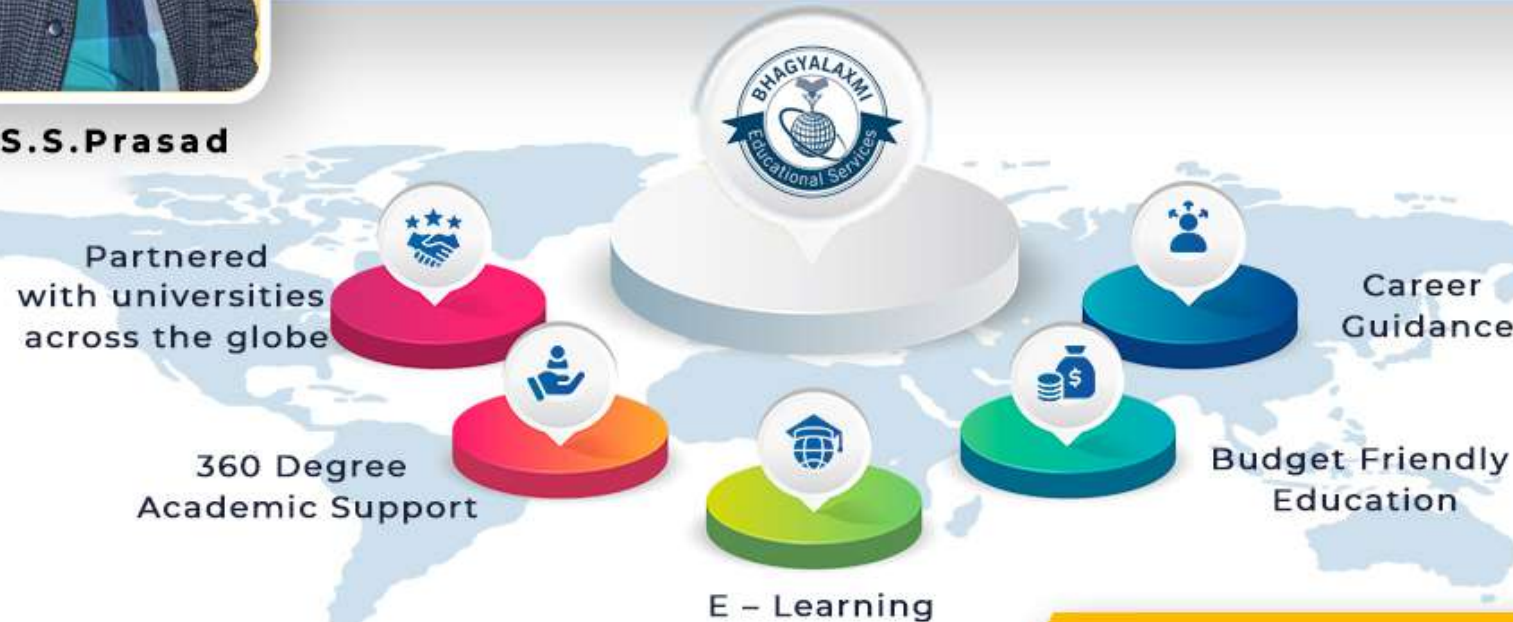 S.S.Prasad
BHAGYALAXMI
Educational Services
Partnered
with universities
across the globe
Career
Guidance
360 Degree
Academic Support
$
Budget Friendly
Education
E – Learning